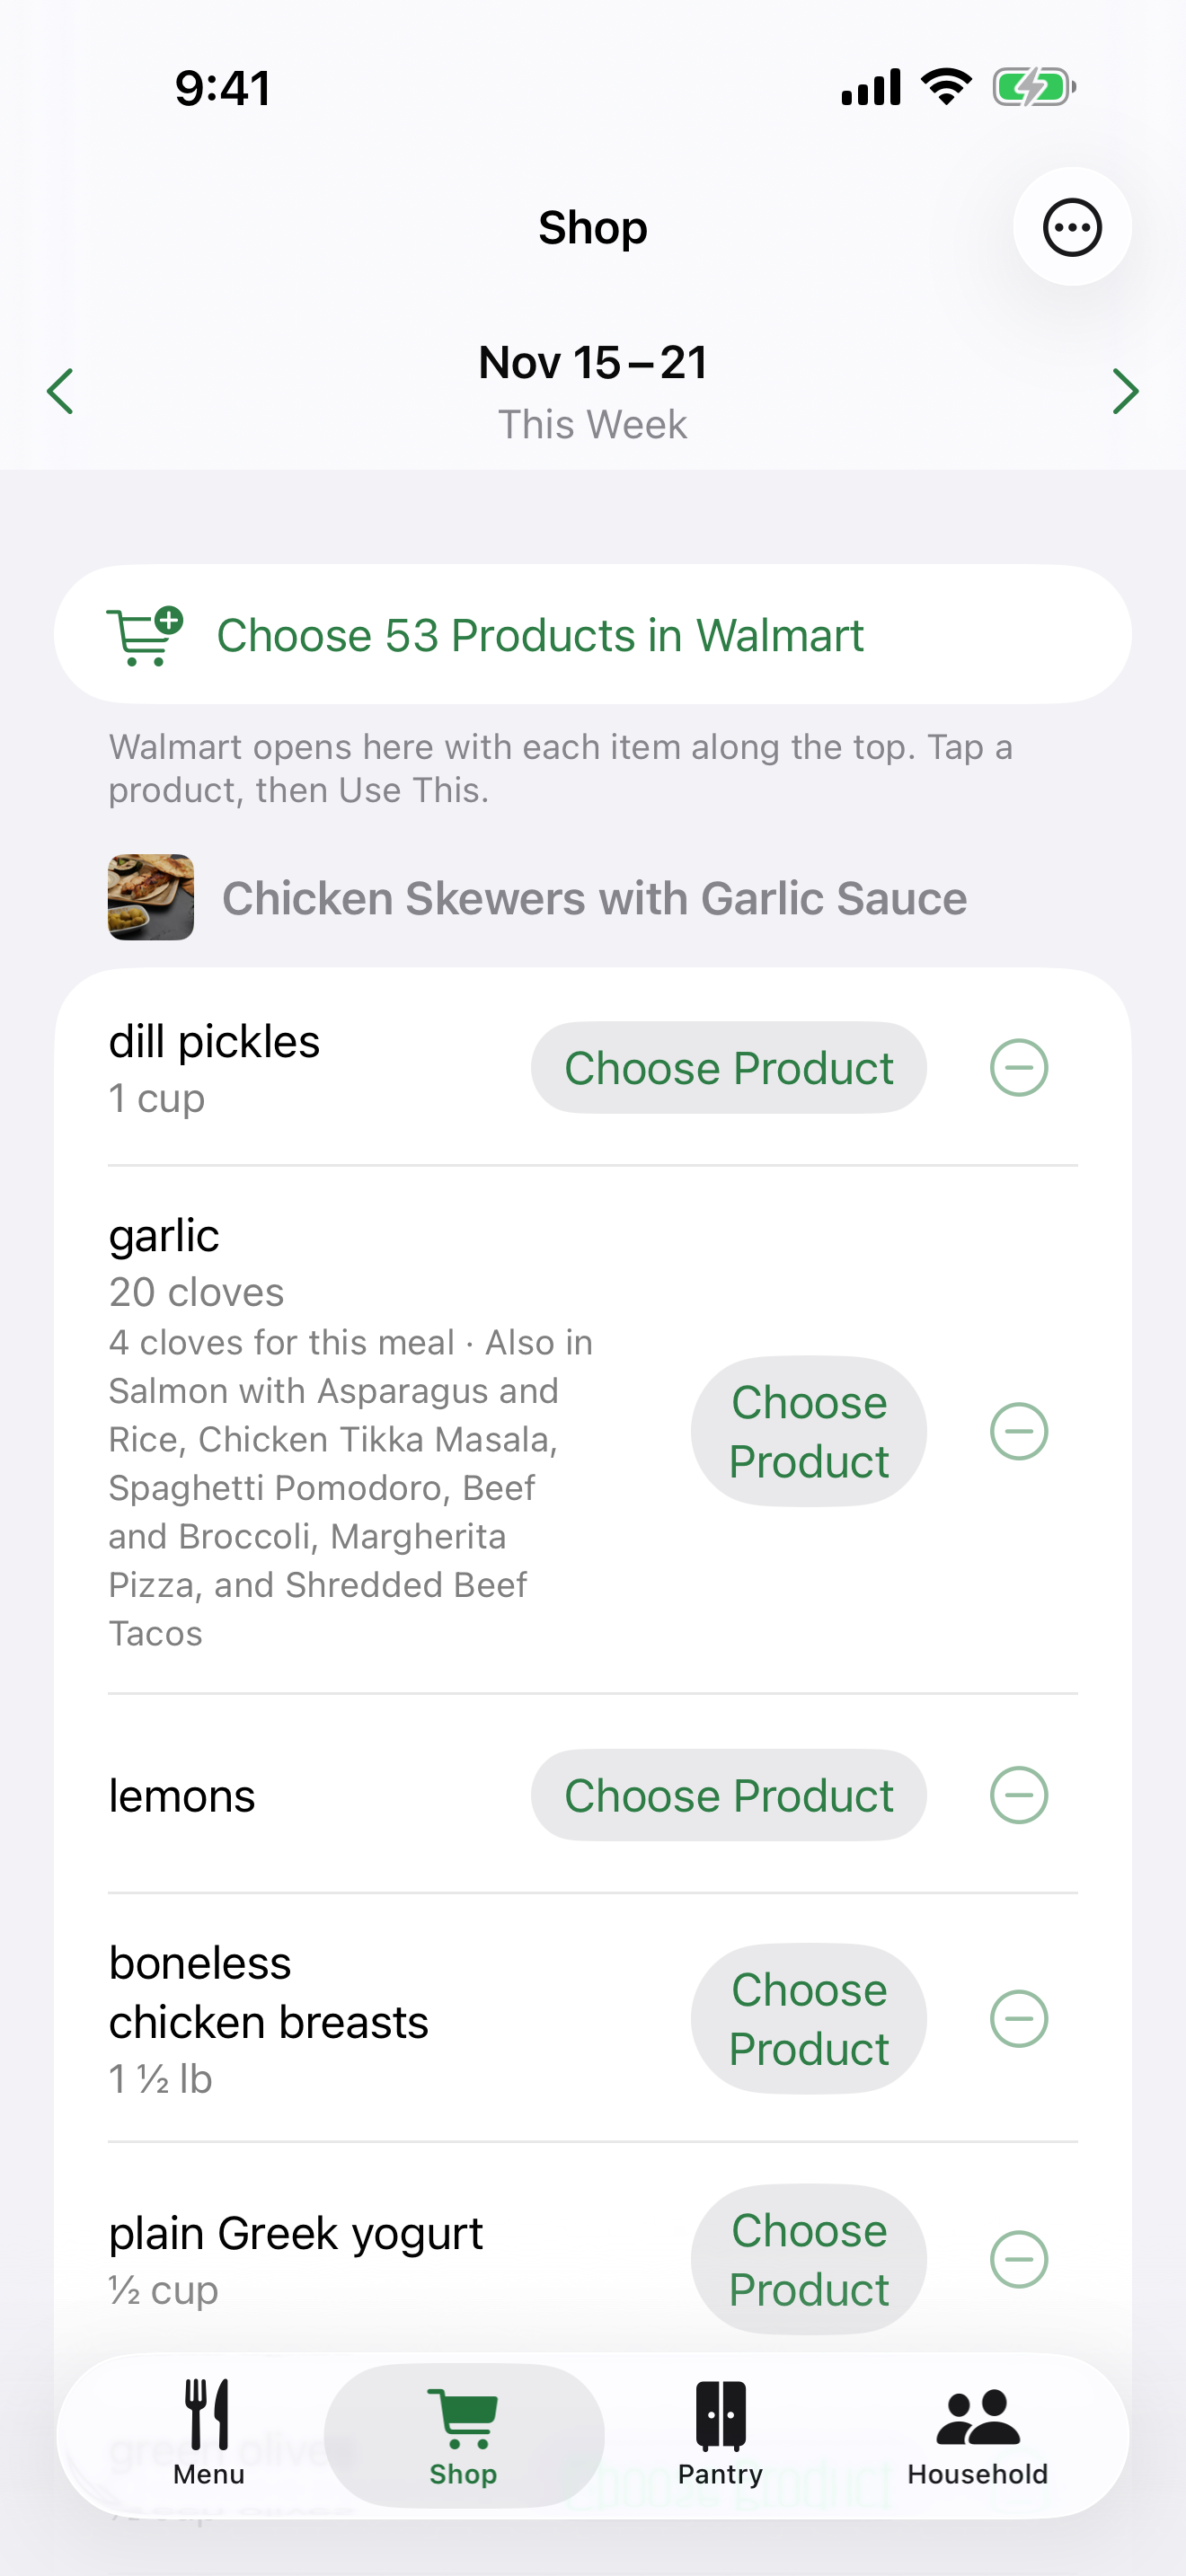 9:41
Shop
Nov 15 – 21
This Week
Choose 53 Products in Walmart
Walmart opens here with each item along the top. Tap a
product, then Use This.
Chicken Skewers with Garlic Sauce
dill pickles
1 cup
Choose Product
garlic
20 cloves
4 cloves for this meal · Also in
Salmon with Asparagus and
Rice, Chicken Tikka Masala,
Spaghetti Pomodoro, Beef
and Broccoli, Margherita
Pizza, and Shredded Beef
Tacos
Choose
Product
lemons
Choose Product
boneless
chicken breasts
1 ½ lb
Choose
Product
plain Greek yogurt
½ cup
Choose
Product
green olives
Choose Product
Menu
Shop
Pantry
Household